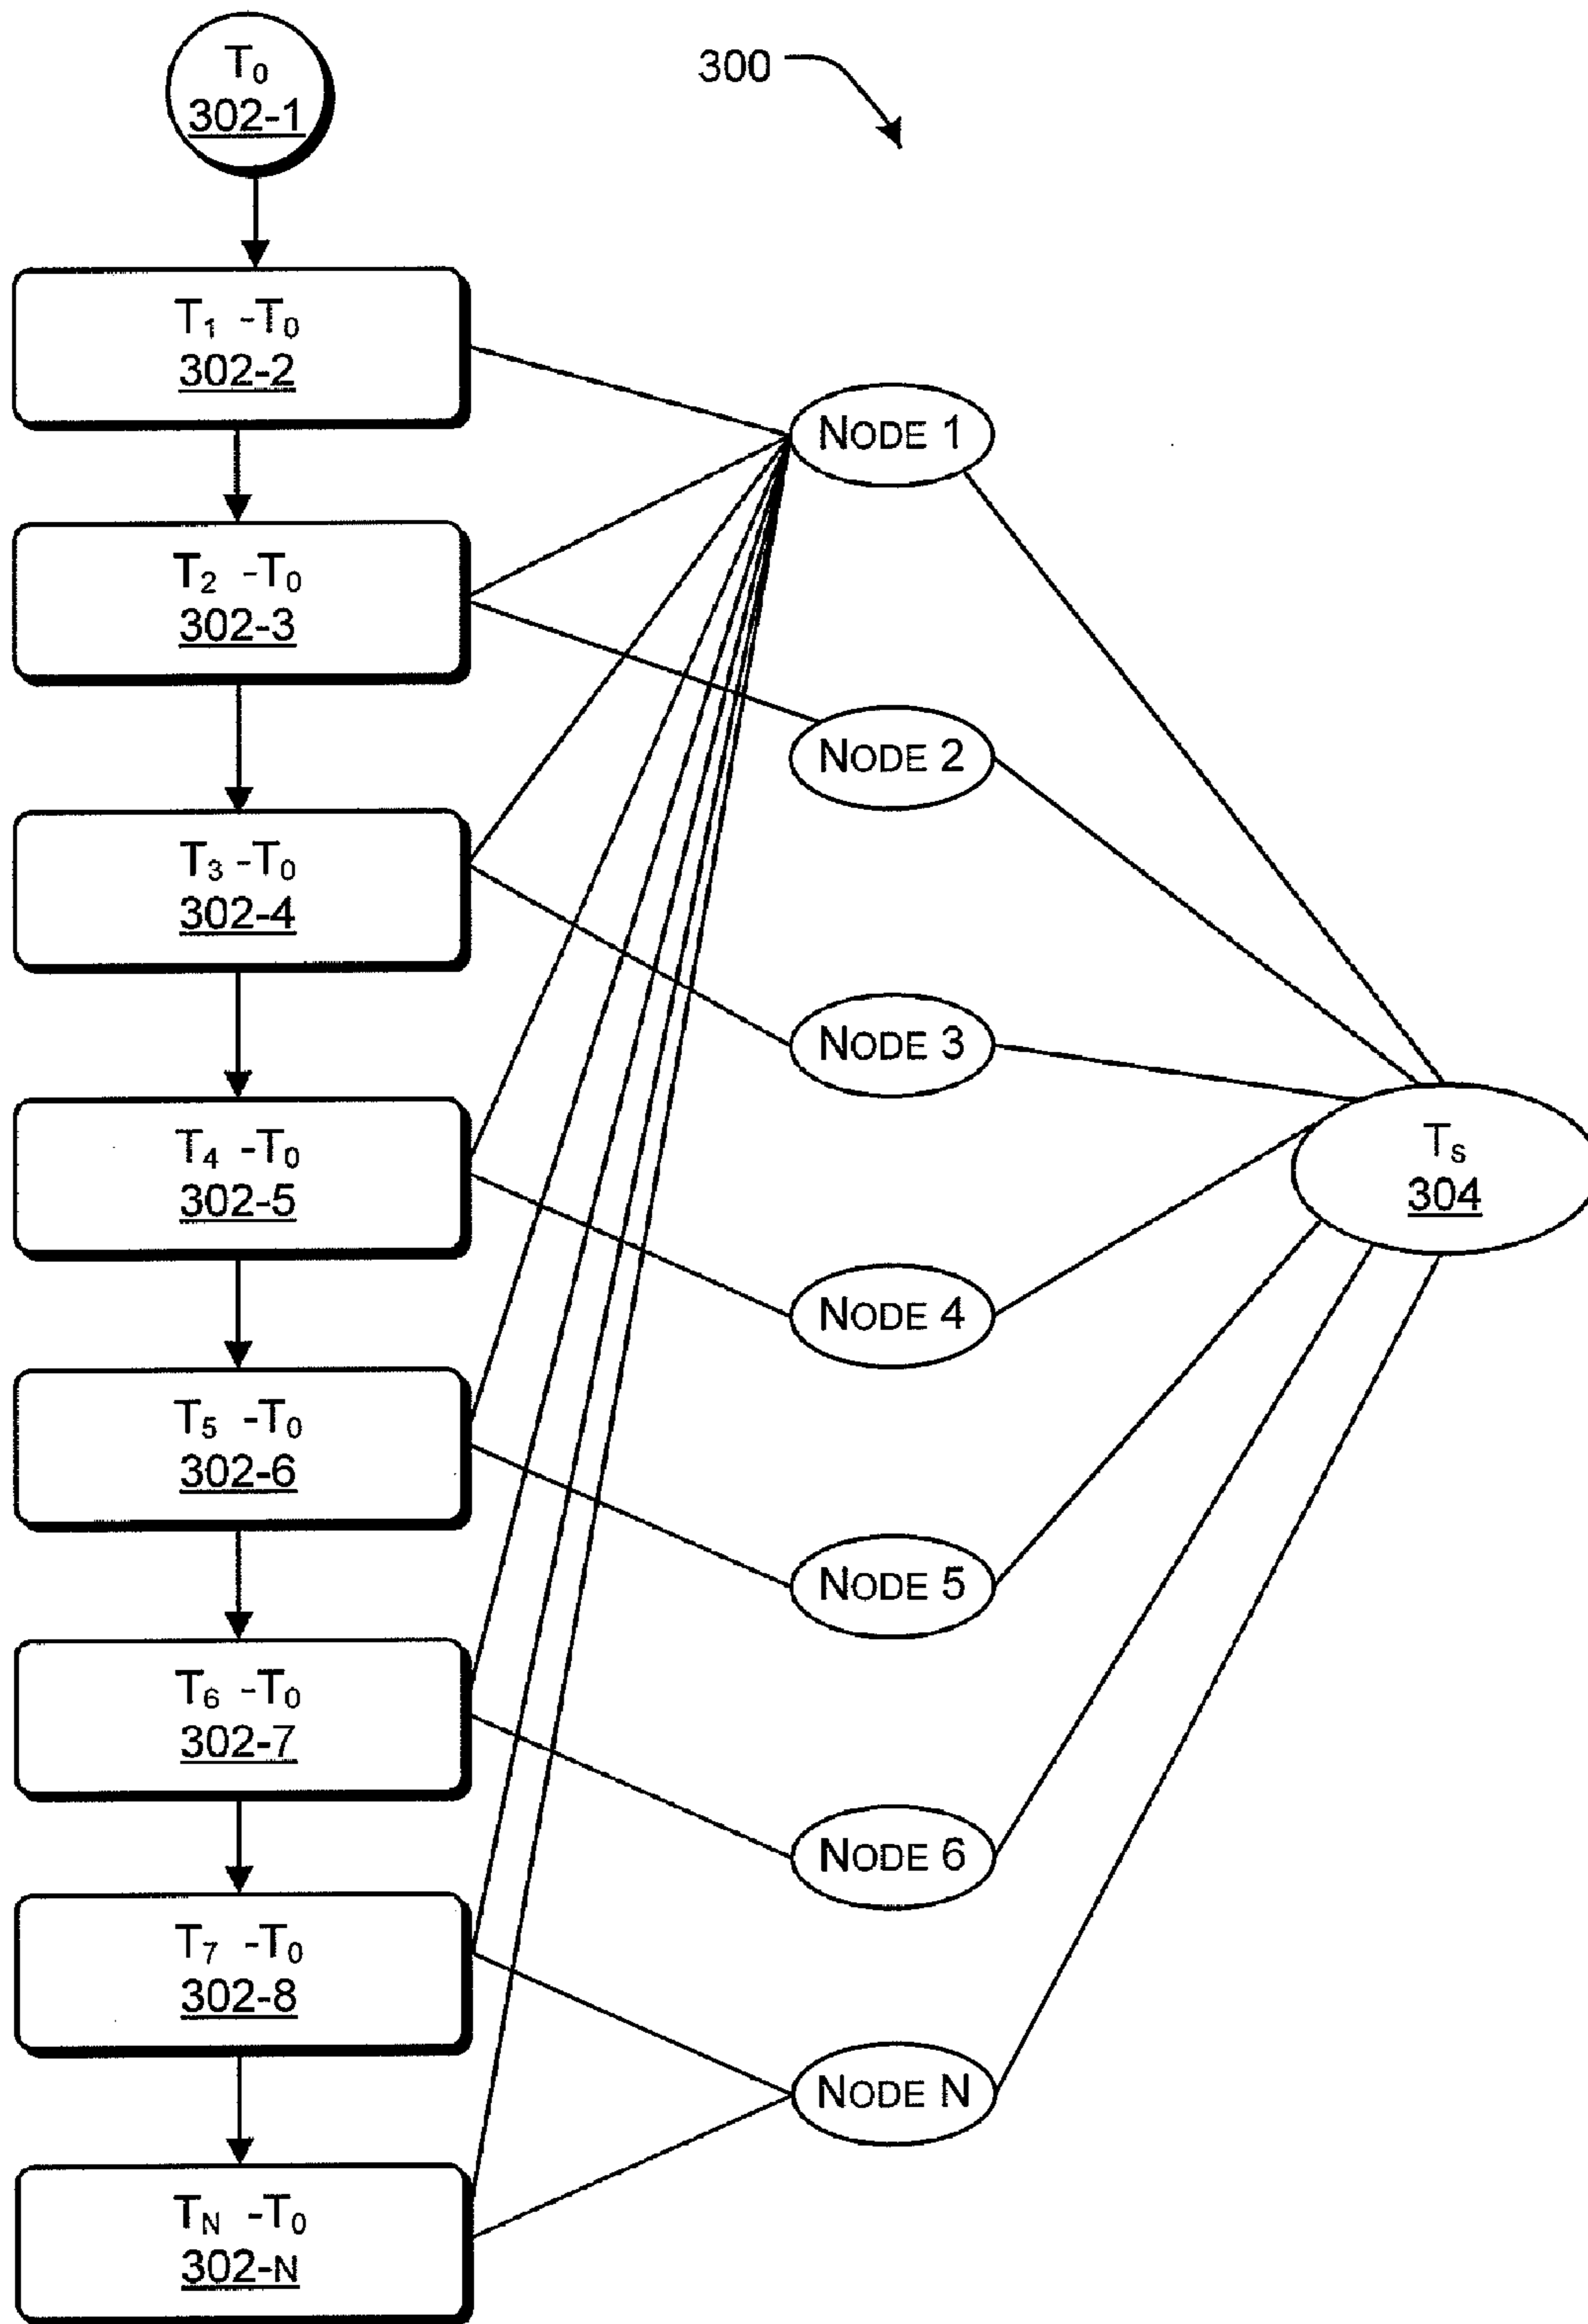 T0
302-1
300
T1 -T0
302-2
NODE 1
T2 -T0
302-3
NODE 2
T3 -T0
302-4
NODE 3
T4 -T0
302-5
Ts
304
NODE 4
T5 -T0
302-6
NODE 5
T6 -T0
302-7
NODE 6
T7 -T0
302-8
NODE N
TN -T0
302-N